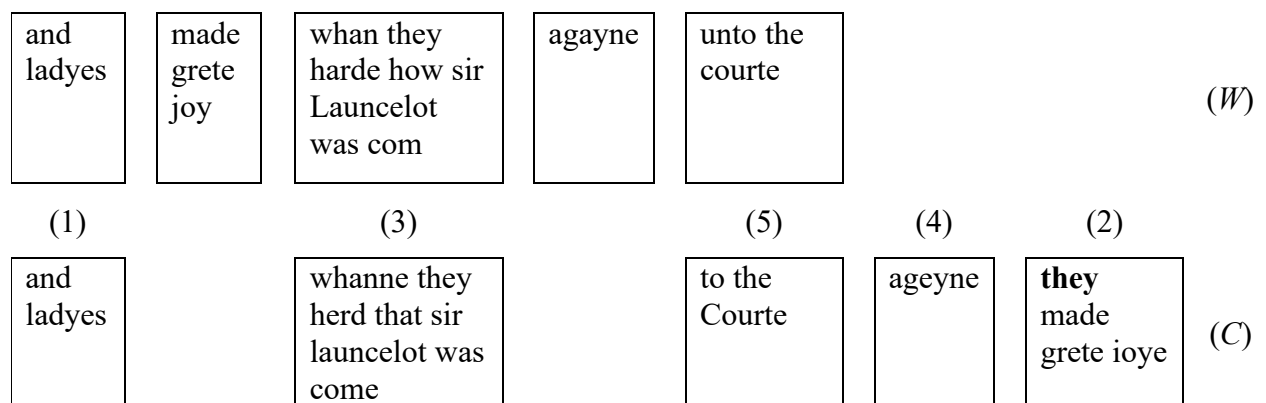 and ladyes
made grete joy
whan they harde how sir Launcelot was com
agayne
unto the courte
(W)
(1)
(3)
(5)
(4)
(2)
and ladyes
whanne they herd that sir launcelot was come
to the Courte
ageyne
they made grete ioye
(C)